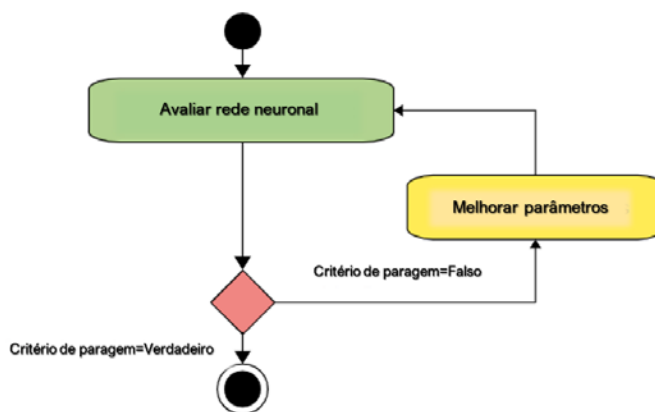 Avaliar rede neuronal
Melhorar parâmetros
Critério de paragem=Falso
Critério de paragem=Verdadeiro